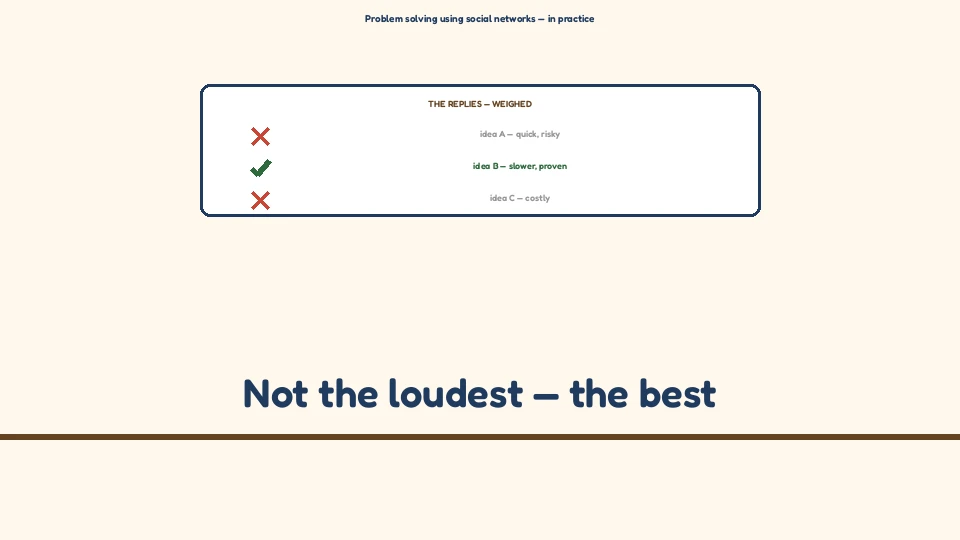 Problem solving using social networks — in practice
THE REPLIES — WEIGHED
idea A — quick, risky
idea B — slower, proven
idea C — costly
Not the loudest — the best